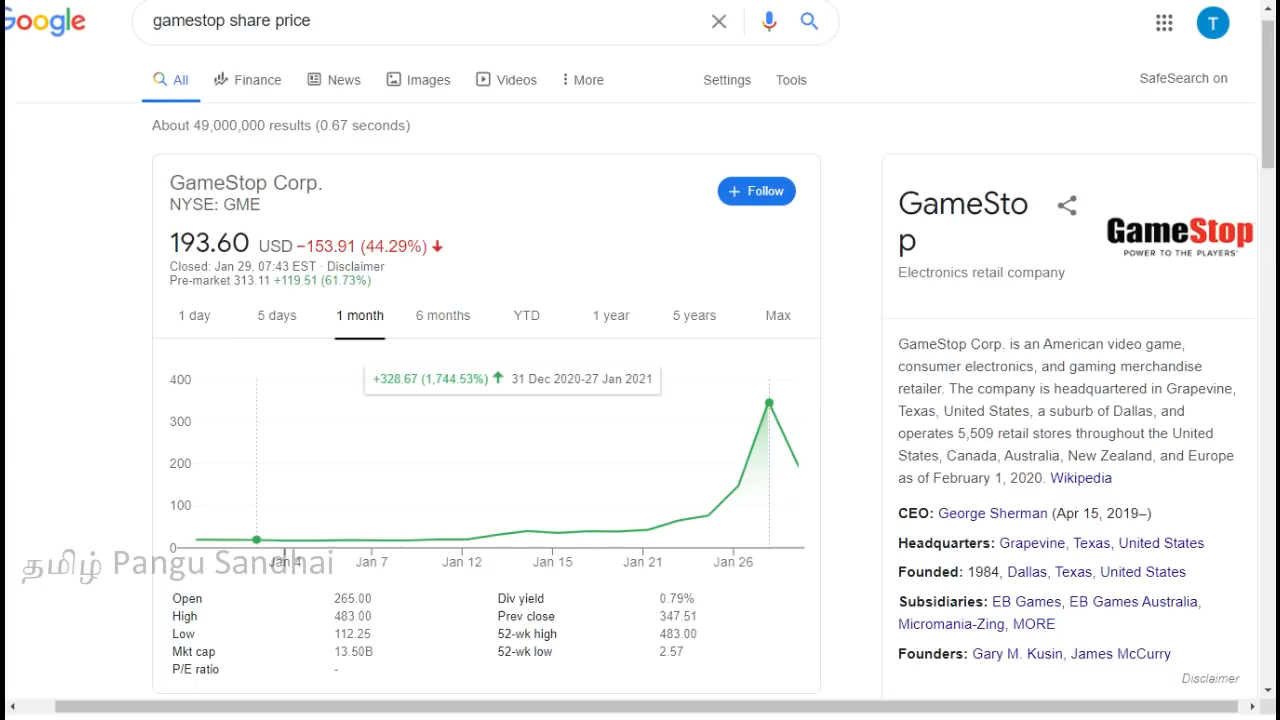 Google
gamestop share price
T
All Finance News Images Videos More Settings Tools SafeSearch on
About 49,000,000 results (0.67 seconds)
GameStop Corp.
NYSE: GME
+ Follow
193.60 USD −153.91 (44.29%)
Closed: Jan 29, 07:43 EST · Disclaimer
Pre-market 313.11 +119.51 (61.73%)
1 day 5 days 1 month 6 months YTD 1 year 5 years Max
+328.67 (1,744.53%) 31 Dec 2020-27 Jan 2021
400
300
200
100
0
Jan 4 Jan 7 Jan 12 Jan 15 Jan 21 Jan 26
தமிழ் Pangu Sandhai
Open 265.00 Div yield 0.79%
High 483.00 Prev close 347.51
Low 112.25 52-wk high 483.00
Mkt cap 13.50B 52-wk low 2.57
P/E ratio -
GameSto
p
Electronics retail company
GameStop
POWER TO THE PLAYERS'
GameStop Corp. is an American video game,
consumer electronics, and gaming merchandise
retailer. The company is headquartered in Grapevine,
Texas, United States, a suburb of Dallas, and
operates 5,509 retail stores throughout the United
States, Canada, Australia, New Zealand, and Europe
as of February 1, 2020. Wikipedia
CEO: George Sherman (Apr 15, 2019–)
Headquarters: Grapevine, Texas, United States
Founded: 1984, Dallas, Texas, United States
Subsidiaries: EB Games, EB Games Australia,
Micromania-Zing, MORE
Founders: Gary M. Kusin, James McCurry
Disclaimer